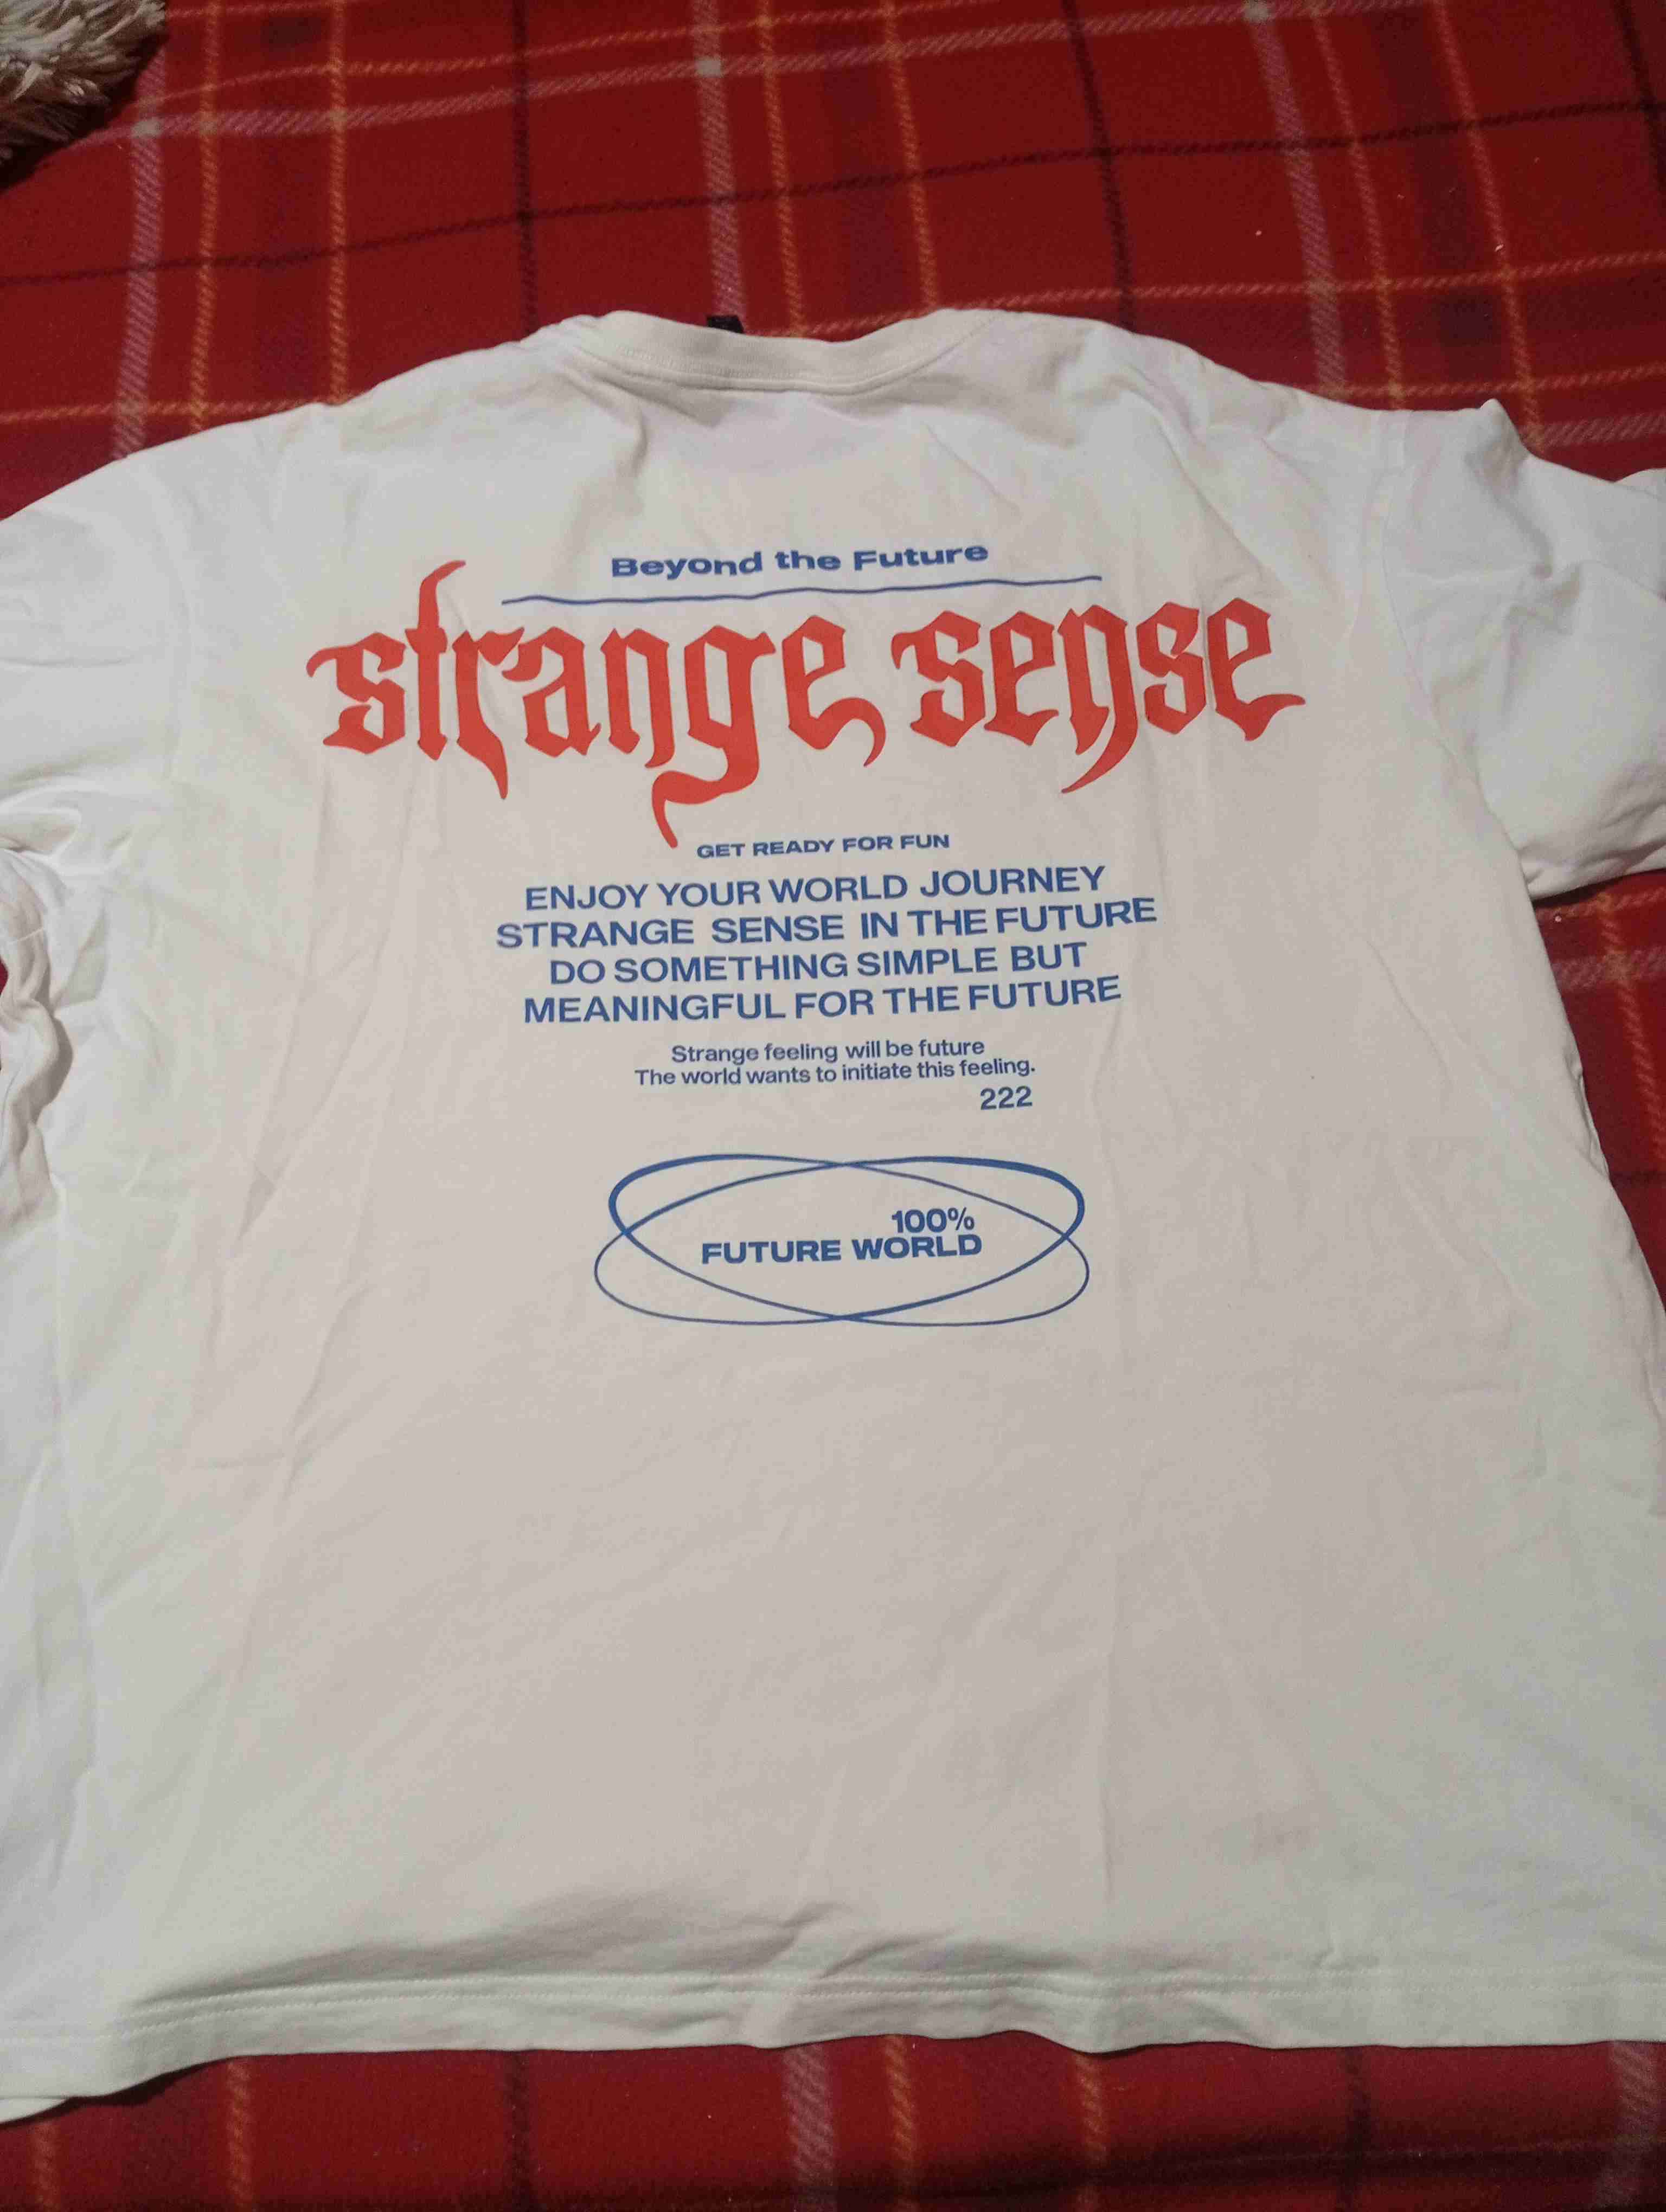 Beyond the Future
strange sense
GET READY FOR FUN
ENJOY YOUR WORLD JOURNEY
STRANGE SENSE IN THE FUTURE
DO SOMETHING SIMPLE BUT
MEANINGFUL FOR THE FUTURE
Strange feeling will be future
The world wants to initiate this feeling.
222
100%
FUTURE WORLD